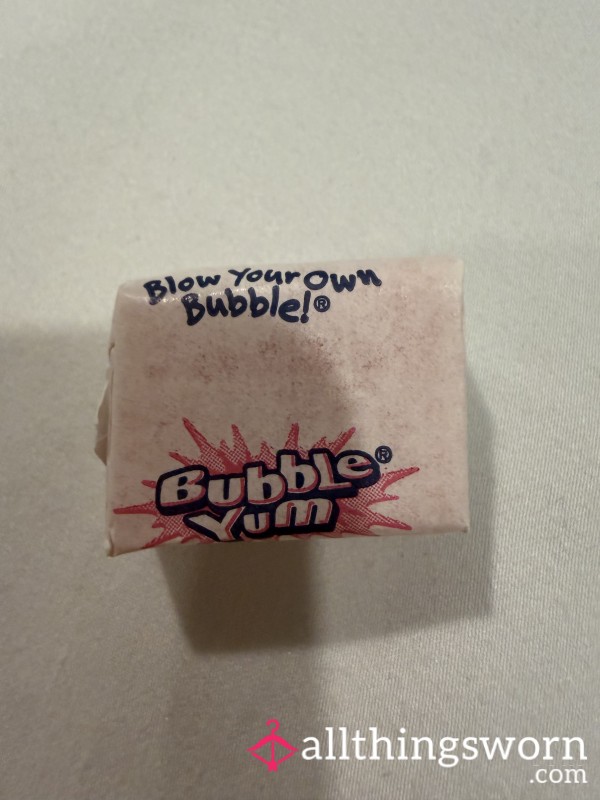 Blow Your Own
Bubble!®
Bubble®
Yum
allthingsworn
.com